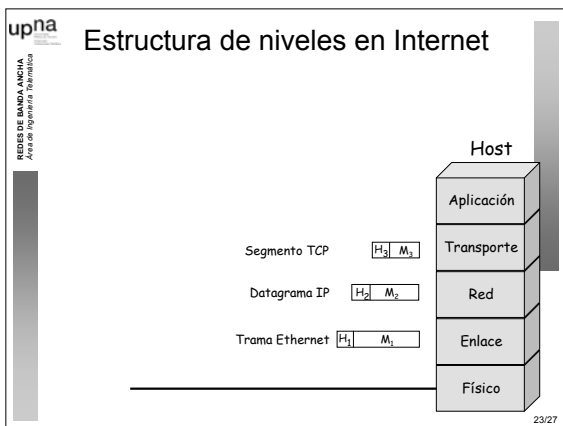 upna
REDES DE BANDA ANCHA
Área de Ingeniería Telemática
Estructura de niveles en Internet
Host
Aplicación
Segmento TCP H3 M3 Transporte
Datagrama IP H2 M2 Red
Trama Ethernet H1 M1 Enlace
Físico
23/27